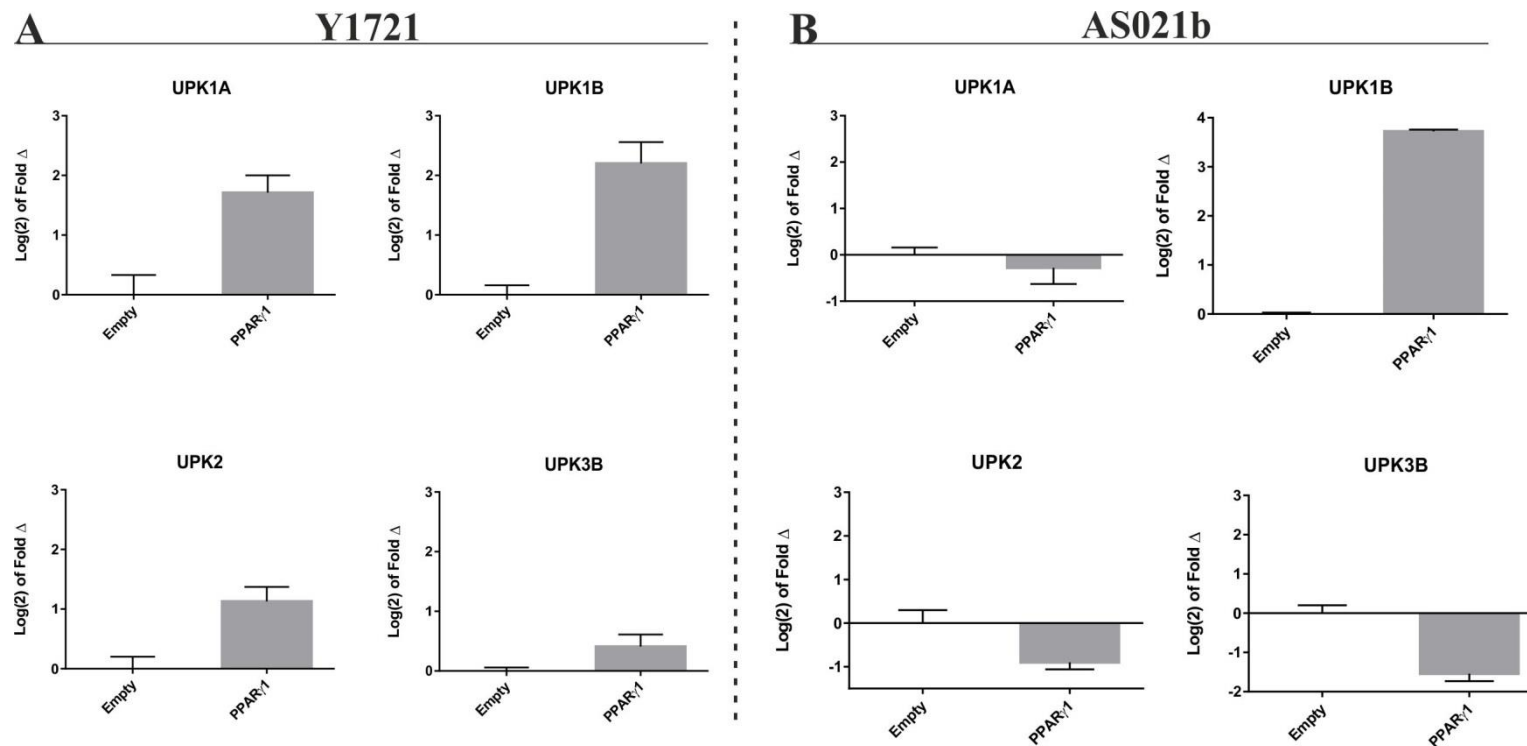 A Y1721
UPK1A
Log(2) of Fold Δ
3
2
1
0
Empty
PPARγ1
UPK1B
Log(2) of Fold Δ
3
2
1
0
Empty
PPARγ1
UPK2
Log(2) of Fold Δ
3
2
1
0
Empty
PPARγ1
UPK3B
Log(2) of Fold Δ
3
2
1
0
Empty
PPARγ1
B AS021b
UPK1A
Log(2) of Fold Δ
3
2
1
0
-1
Empty
PPARγ1
UPK1B
Log(2) of Fold Δ
4
3
2
1
0
Empty
PPARγ1
UPK2
Log(2) of Fold Δ
3
2
1
0
-1
Empty
PPARγ1
UPK3B
Log(2) of Fold Δ
3
2
1
0
-1
-2
Empty
PPARγ1